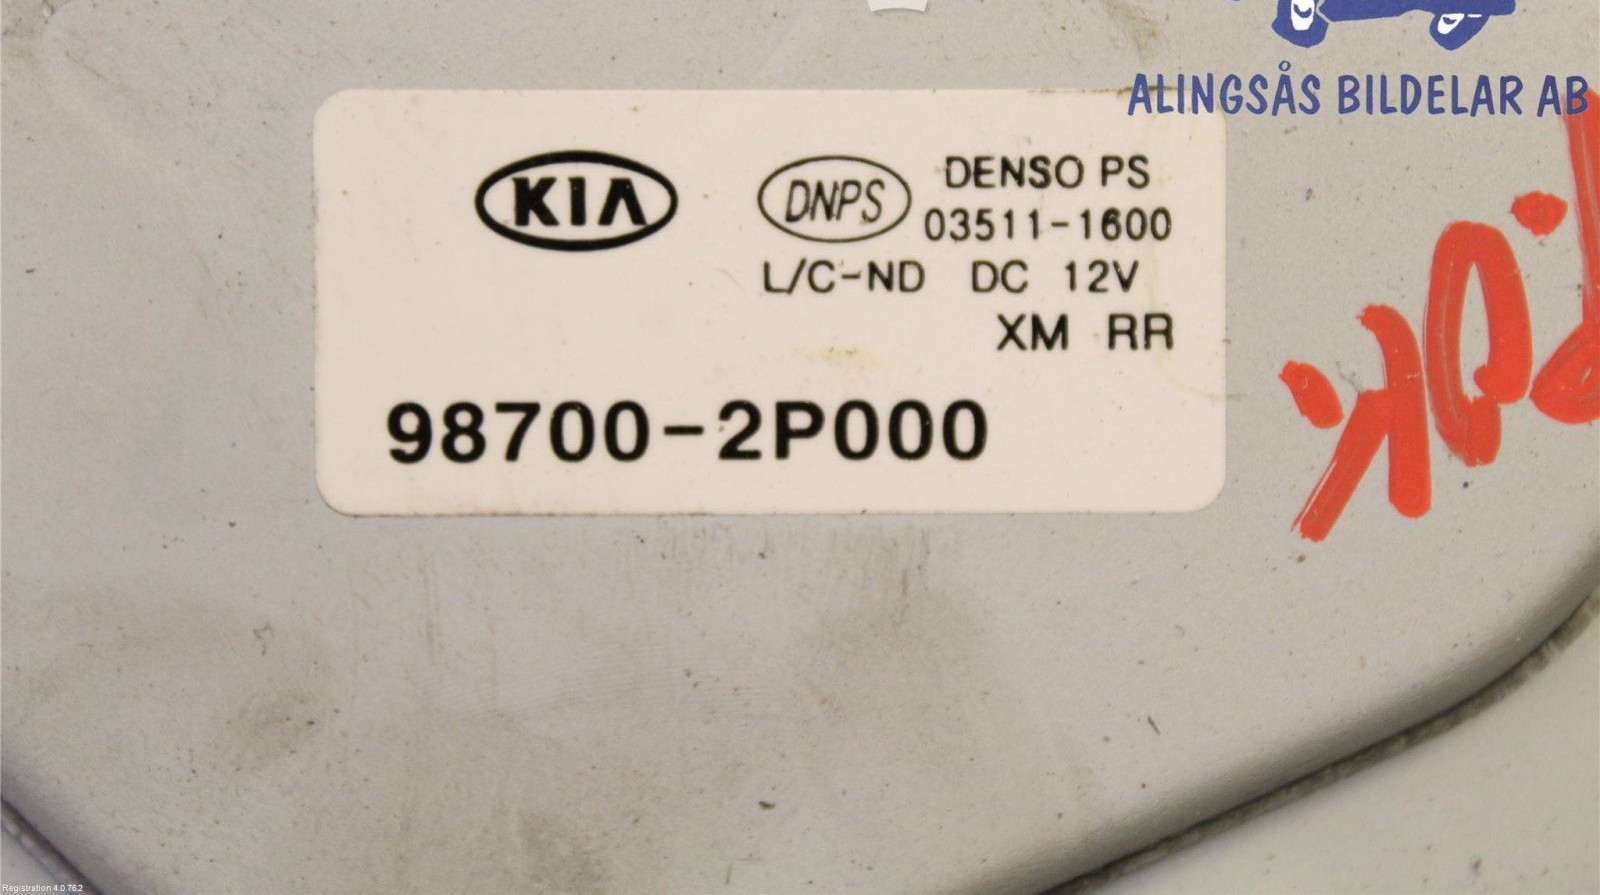 ALINGSÅS BILDELAR AB
KIA
DNPS
DENSO PS
03511-1600
L/C-ND DC 12V
XM RR
98700-2P000
Registration 4.0.76.2